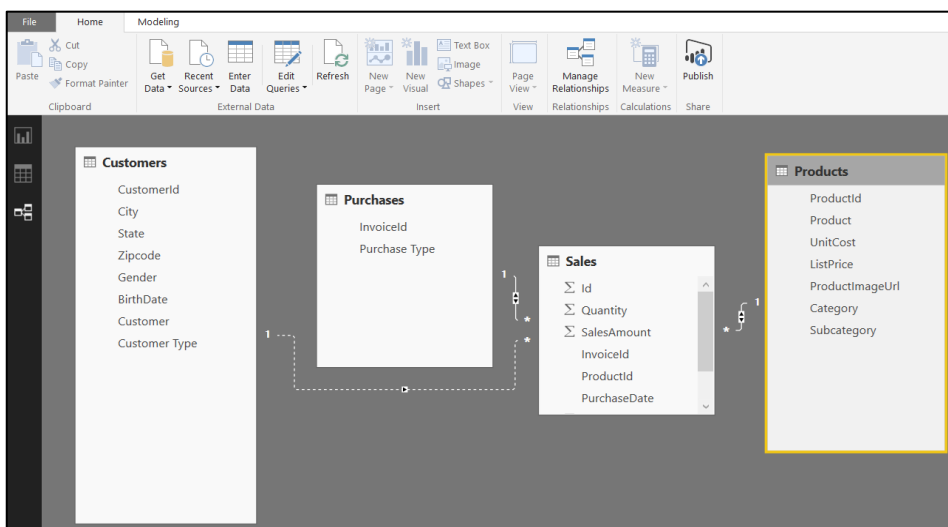 File Home Modeling
Cut
Copy
Format Painter
Paste
Clipboard
Get Data
Recent Sources
Enter Data
Edit Queries
External Data
Refresh
New Page
New Visual
Text Box
Image
Shapes
Insert
Page View
View
Manage Relationships
Relationships
New Measure
Calculations
Publish
Share
Customers
CustomerId
City
State
Zipcode
Gender
BirthDate
Customer
Customer Type
1
Purchases
InvoiceId
Purchase Type
1
*
*
Sales
Σ Id
Σ Quantity
Σ SalesAmount
InvoiceId
ProductId
PurchaseDate
*
1
Products
ProductId
Product
UnitCost
ListPrice
ProductImageUrl
Category
Subcategory